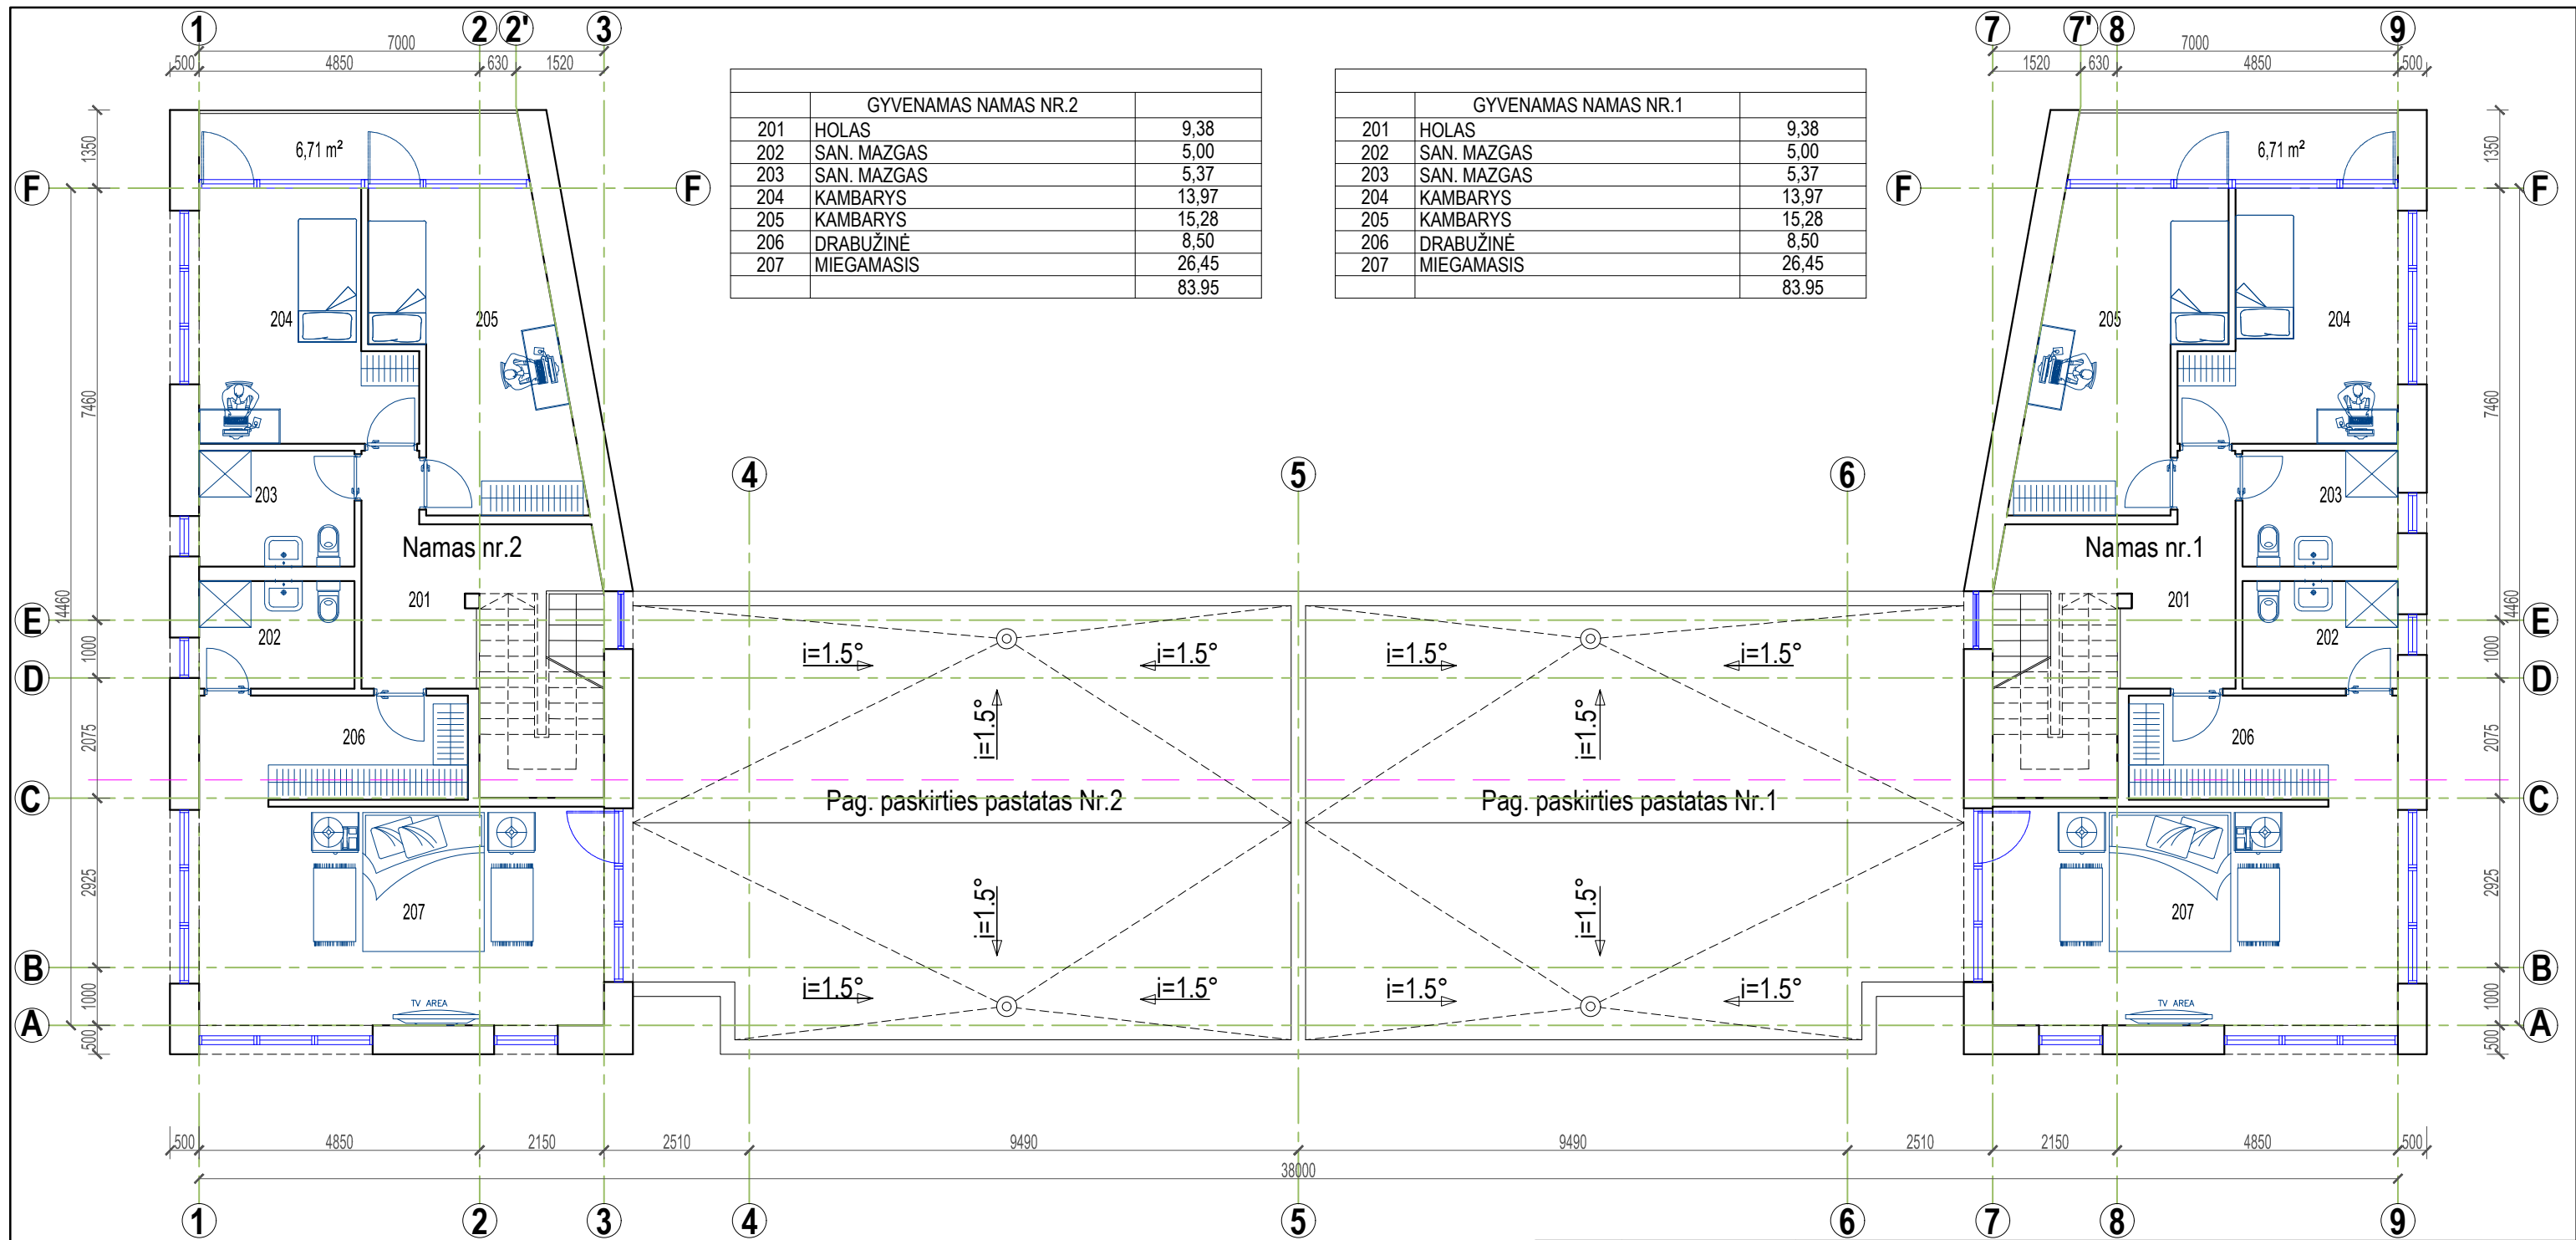 1 2 2' 3 7 7' 8 9
7000 7000
500 4850 630 1520 1520 630 4850 500
GYVENAMAS NAMAS NR.2
201 HOLAS 9,38
202 SAN. MAZGAS 5,00
203 SAN. MAZGAS 5,37
204 KAMBARYS 13,97
205 KAMBARYS 15,28
206 DRABUŽINĖ 8,50
207 MIEGAMASIS 26,45
83.95
GYVENAMAS NAMAS NR.1
201 HOLAS 9,38
202 SAN. MAZGAS 5,00
203 SAN. MAZGAS 5,37
204 KAMBARYS 13,97
205 KAMBARYS 15,28
206 DRABUŽINĖ 8,50
207 MIEGAMASIS 26,45
83.95
1350 6,71 m² 6,71 m² 1350
F F F F
204 205 205 204
7460 7460
4 5 6
203 203
Namas nr.2 Namas nr.1
14460 201 201 14460
E E
202 202
1000 i=1.5° i=1.5° i=1.5° i=1.5° 1000
D D
2075 206 i=1.5° i=1.5° 206 2075
C Pag. paskirties pastatas Nr.2 Pag. paskirties pastatas Nr.1 C
2925 207 i=1.5° i=1.5° 207 2925
B B
1000 TV AREA i=1.5° i=1.5° i=1.5° i=1.5° TV AREA 1000
A A
500 500
500 4850 2150 2510 9490 9490 2510 2150 4850 500
38000
1 2 3 4 5 6 7 8 9